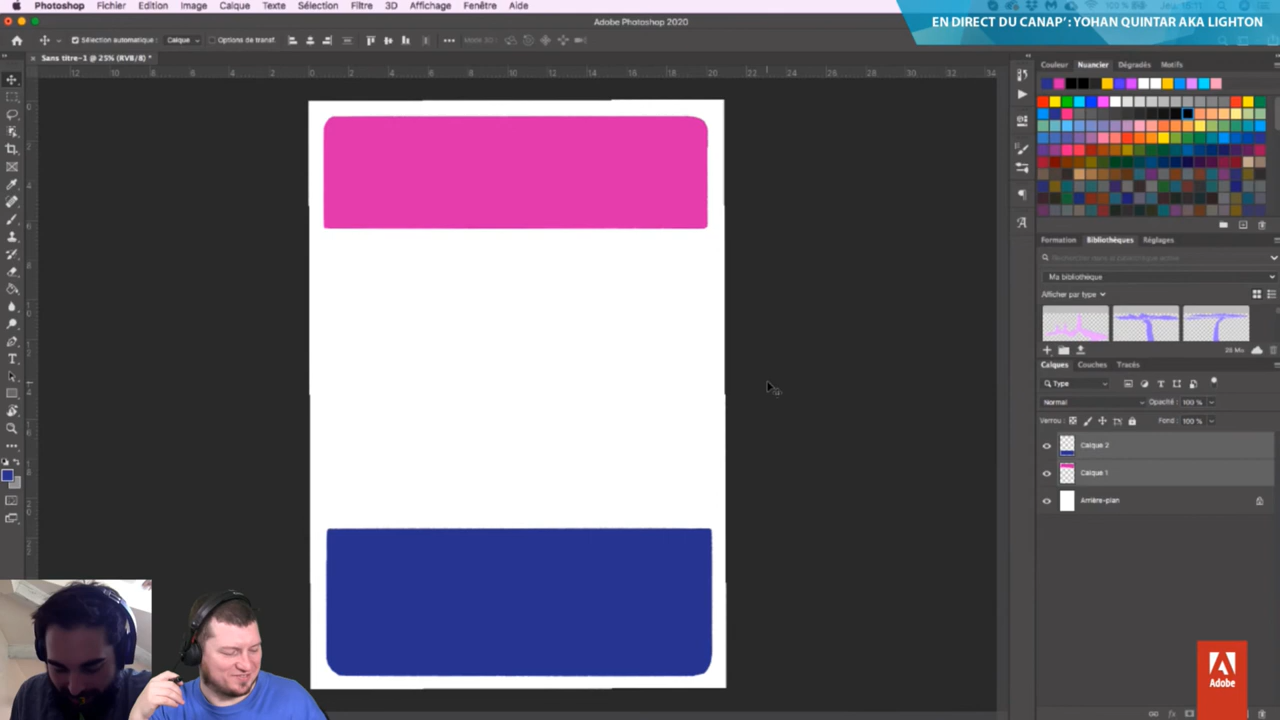 Photoshop Fichier Edition Image Calque Texte Sélection Filtre 3D Affichage Fenêtre Aide
Adobe Photoshop 2020
EN DIRECT DU CANAP' : YOHAN QUINTAR AKA LIGHTON
Sélection automatique : Calque Options de transf.
Sans titre-1 @ 25% (RVB/8) *
Couleur Nuancier Dégradés Motifs
Formation Bibliothèques Réglages
Ma bibliothèque
Afficher par type
26 Mo
Calques Couches Tracés
Type
Normal Opacité : 100 %
Verrou : Fond : 100 %
Calque 2
Calque 1
Arrière-plan
Adobe